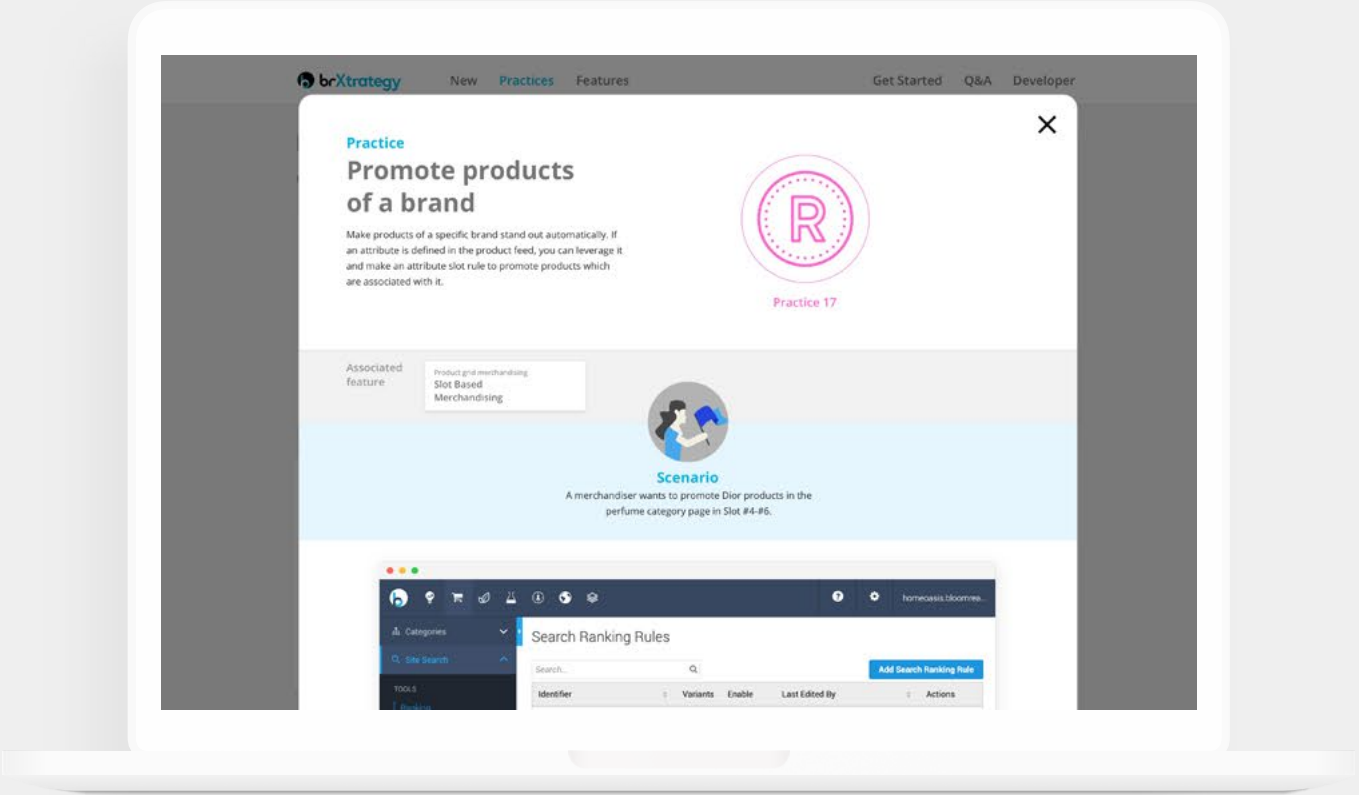 brXtrategy New Practices Features Get Started Q&A Developer
Practice
Promote products
of a brand
Make products of a specific brand stand out automatically. If
an attribute is defined in the product feed, you can leverage it
and make an attribute slot rule to promote products which
are associated with it.
R
Practice 17
Associated
feature
Product grid merchandising
Slot Based
Merchandising
Scenario
A merchandiser wants to promote Dior products in the
perfume category page in Slot #4-#6.
homeoasis.bloomrea...
Categories
Site Search
TOOLS
Ranking
Search Ranking Rules
Search...
Add Search Ranking Rule
Identifier Variants Enable Last Edited By Actions